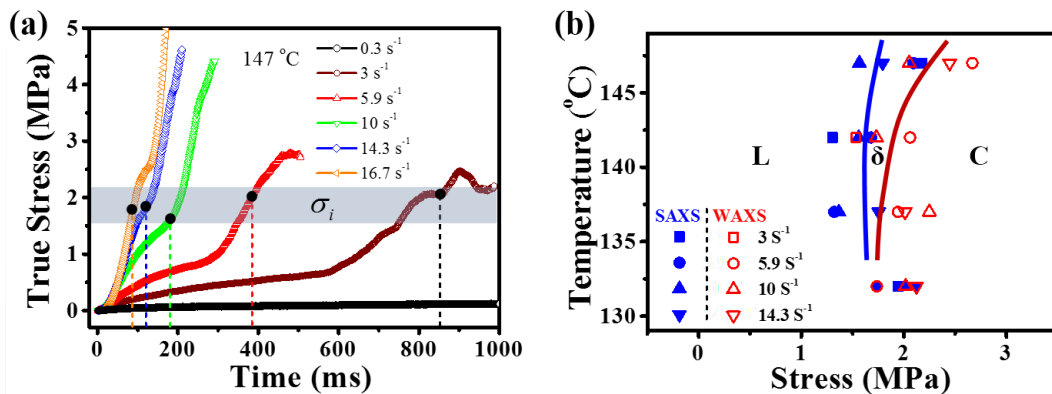 (a)
147 °C
0.3 s⁻¹
3 s⁻¹
5.9 s⁻¹
10 s⁻¹
14.3 s⁻¹
16.7 s⁻¹
σᵢ
True Stress (MPa)
5
4
3
2
1
0
0 200 400 600 800 1000
Time (ms)
(b)
L δ C
SAXS WAXS
3 S⁻¹
5.9 S⁻¹
10 S⁻¹
14.3 S⁻¹
Temperature (°C)
145
140
135
130
0 1 2 3
Stress (MPa)